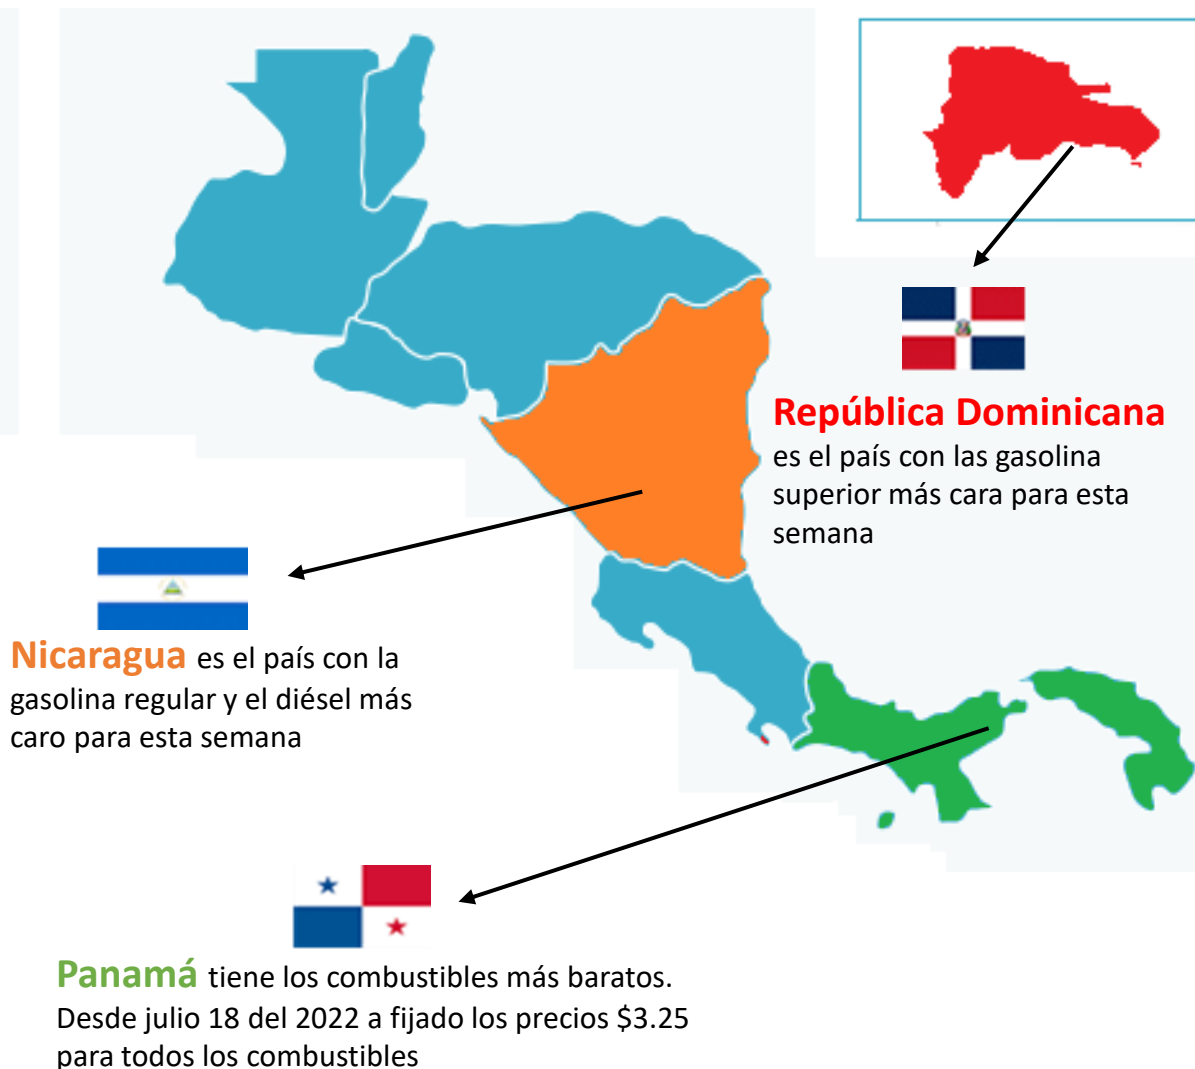 República Dominicana
es el país con las gasolina
superior más cara para esta
semana
Nicaragua es el país con la
gasolina regular y el diésel más
caro para esta semana
Panamá tiene los combustibles más baratos.
Desde julio 18 del 2022 a fijado los precios $3.25
para todos los combustibles